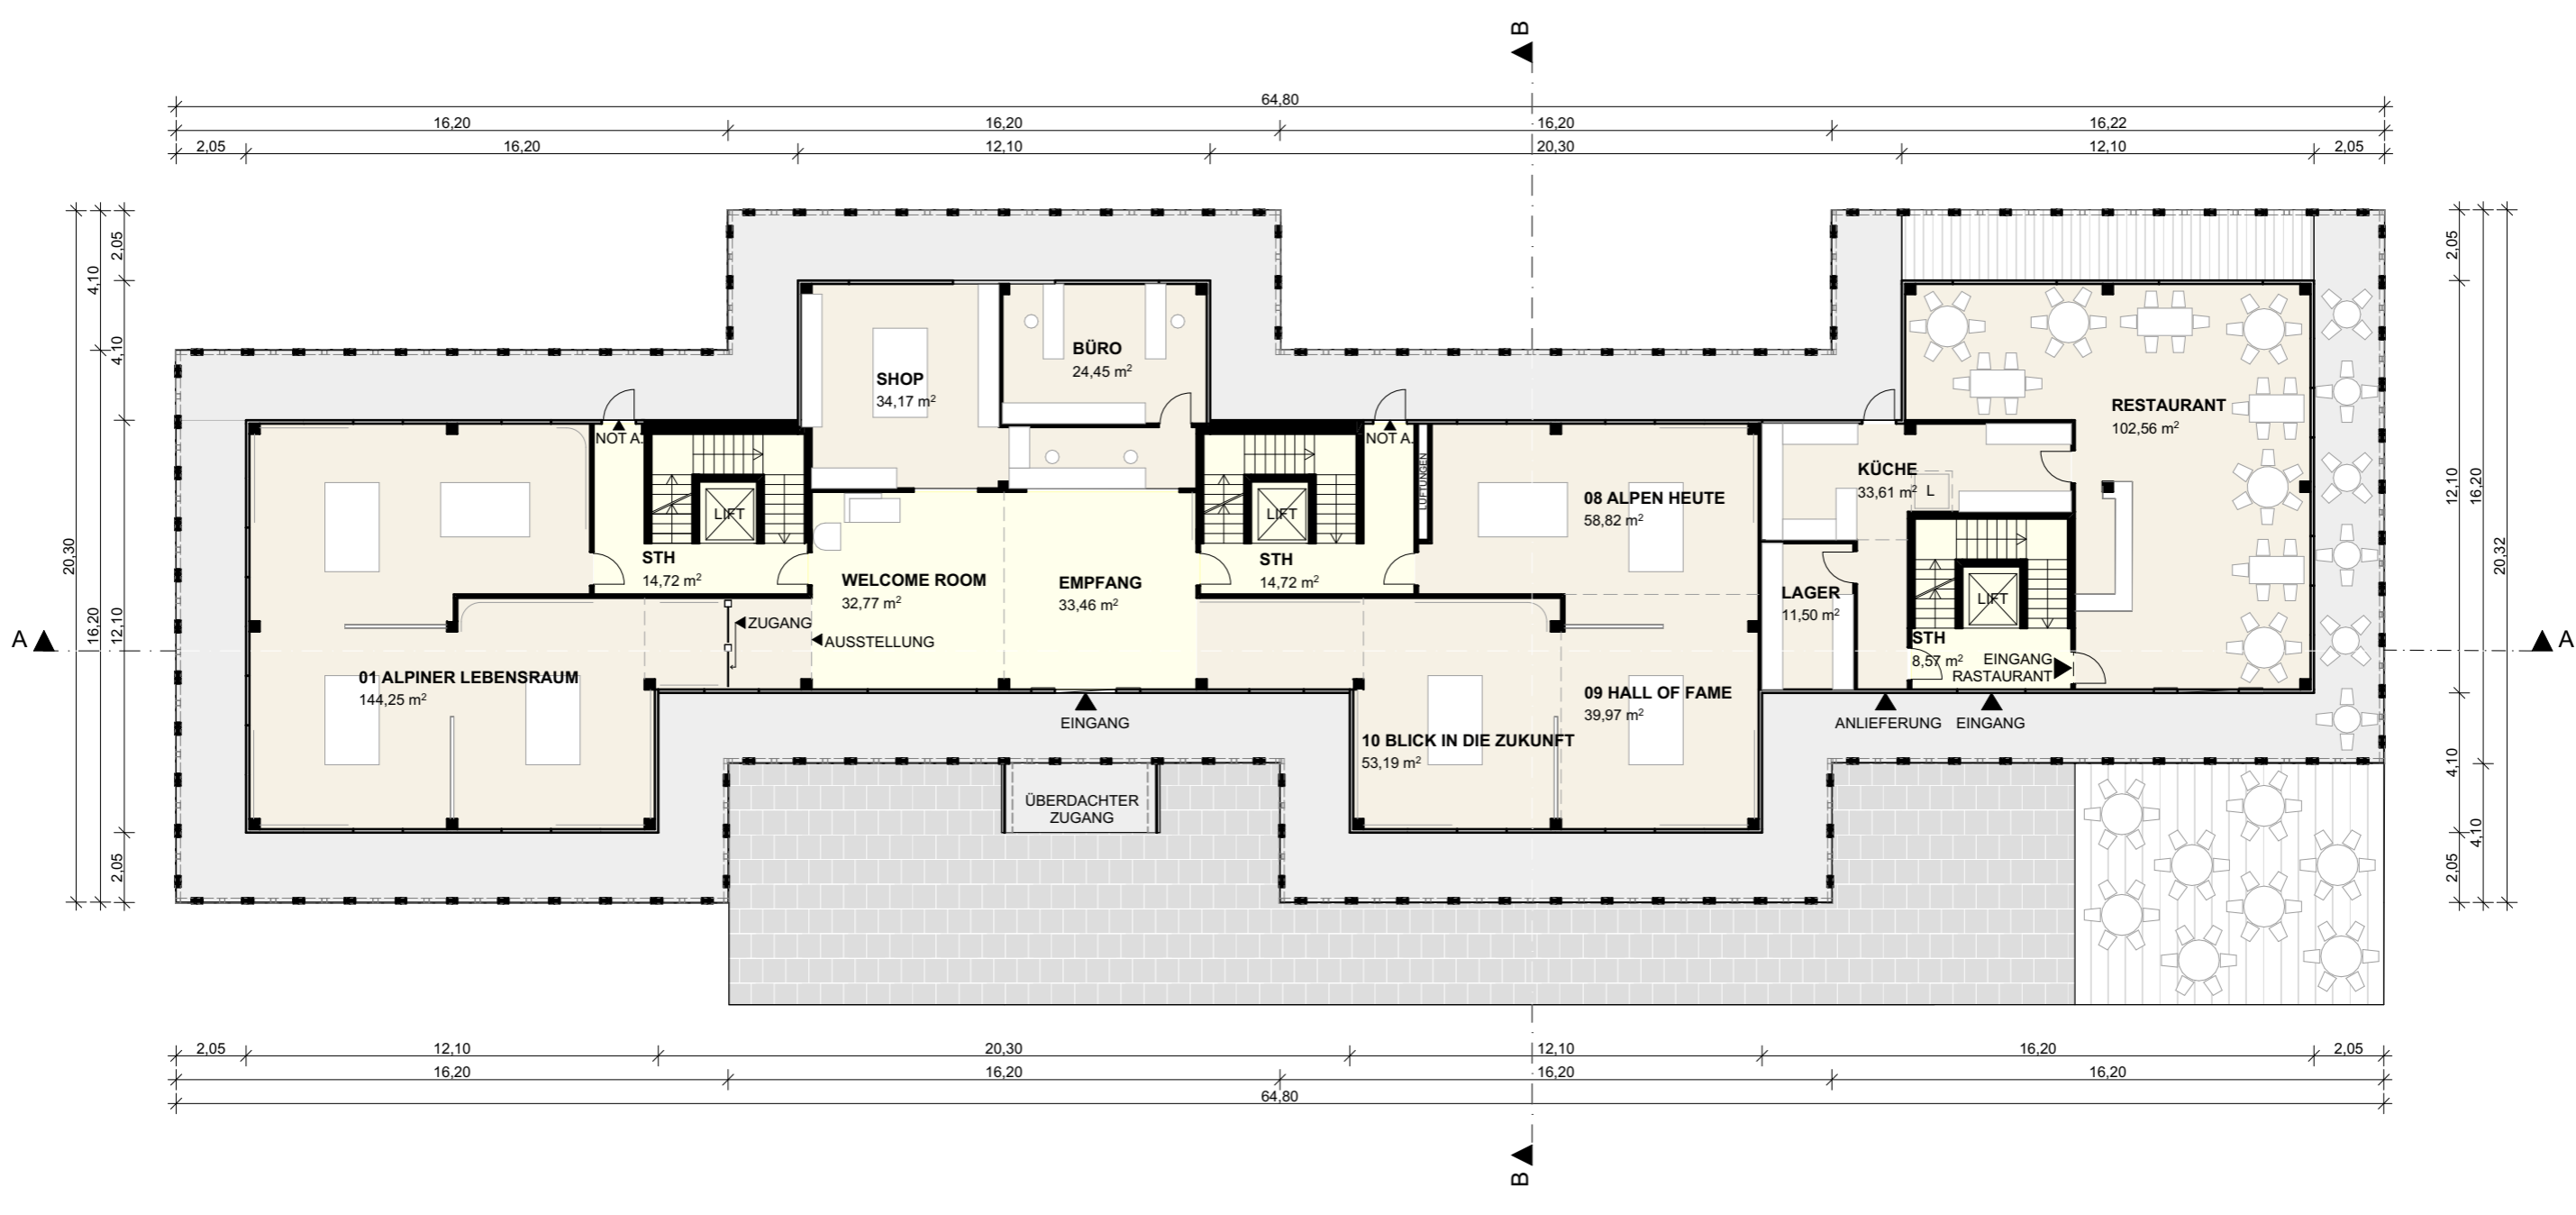 B
64,80
16,20
16,20
16,20
16,22
2,05
16,20
12,10
20,30
12,10
2,05
20,30
4,10
16,20
2,05
4,10
12,10
2,05
2,05
12,10
4,10
2,05
16,20
4,10
20,32
SHOP
34,17 m²
BÜRO
24,45 m²
RESTAURANT
102,56 m²
NOT A.
NOT A.
LÜFTUNGEN
KÜCHE
33,61 m²
L
08 ALPEN HEUTE
58,82 m²
LIFT
LIFT
STH
14,72 m²
STH
14,72 m²
WELCOME ROOM
32,77 m²
EMPFANG
33,46 m²
LAGER
11,50 m²
LIFT
ZUGANG
AUSSTELLUNG
STH
8,57 m²
EINGANG
RASTAURANT
A
A
01 ALPINER LEBENSRAUM
144,25 m²
09 HALL OF FAME
39,97 m²
EINGANG
ANLIEFERUNG
EINGANG
10 BLICK IN DIE ZUKUNFT
53,19 m²
ÜBERDACHTER
ZUGANG
2,05
12,10
20,30
12,10
16,20
2,05
16,20
16,20
16,20
16,20
64,80
B